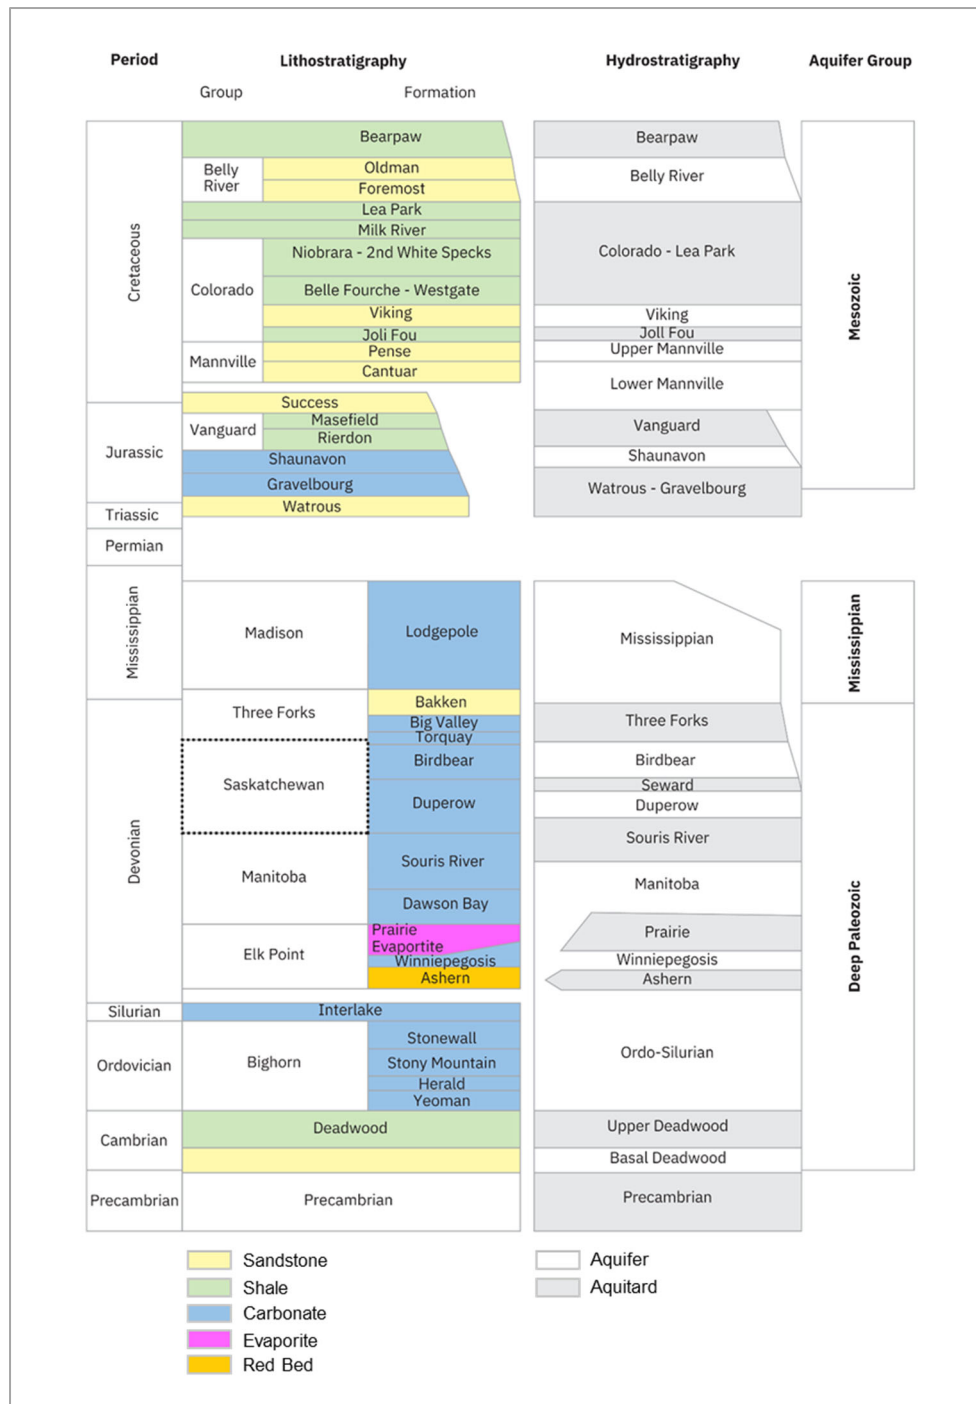 Period
Lithostratigraphy
Hydrostratigraphy
Aquifer Group
Group
Formation
Cretaceous
Jurassic
Triassic
Permian
Mississippian
Devonian
Silurian
Ordovician
Cambrian
Precambrian
Bearpaw
Belly
River
Oldman
Foremost
Lea Park
Milk River
Colorado
Niobrara - 2nd White Specks
Belle Fourche - Westgate
Viking
Joli Fou
Mannville
Pense
Cantuar
Success
Vanguard
Masefield
Rierdon
Shaunavon
Gravelbourg
Watrous
Madison
Lodgepole
Three Forks
Bakken
Big Valley
Torquay
Saskatchewan
Birdbear
Duperow
Manitoba
Souris River
Dawson Bay
Elk Point
Prairie
Evaportite
Winniepegosis
Ashern
Interlake
Bighorn
Stonewall
Stony Mountain
Herald
Yeoman
Deadwood
Precambrian
Bearpaw
Belly River
Colorado - Lea Park
Viking
Joll Fou
Upper Mannville
Lower Mannville
Vanguard
Shaunavon
Watrous - Gravelbourg
Mississippian
Three Forks
Birdbear
Seward
Duperow
Souris River
Manitoba
Prairie
Winniepegosis
Ashern
Ordo-Silurian
Upper Deadwood
Basal Deadwood
Precambrian
Mesozoic
Mississippian
Deep Paleozoic
Sandstone
Shale
Carbonate
Evaporite
Red Bed
Aquifer
Aquitard